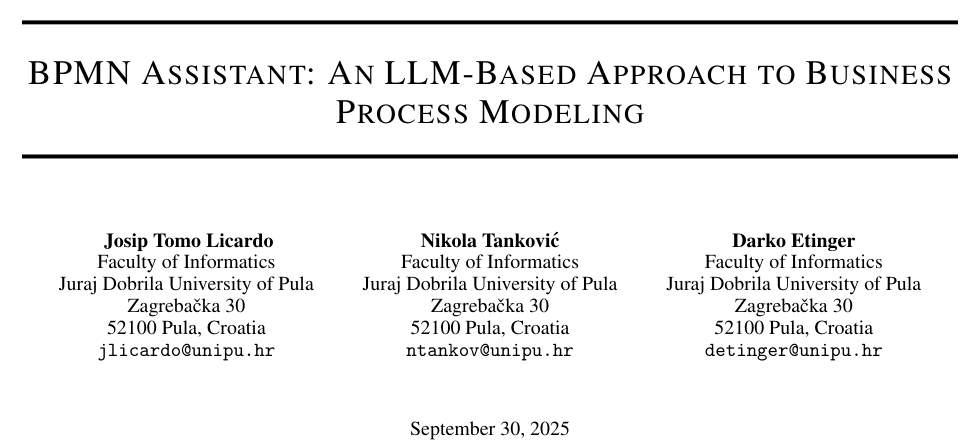 BPMN ASSISTANT: AN LLM-BASED APPROACH TO BUSINESS
PROCESS MODELING
Josip Tomo Licardo
Faculty of Informatics
Juraj Dobrila University of Pula
Zagrebačka 30
52100 Pula, Croatia
jlicardo@unipu.hr
Nikola Tanković
Faculty of Informatics
Juraj Dobrila University of Pula
Zagrebačka 30
52100 Pula, Croatia
ntankov@unipu.hr
Darko Etinger
Faculty of Informatics
Juraj Dobrila University of Pula
Zagrebačka 30
52100 Pula, Croatia
detinger@unipu.hr
September 30, 2025